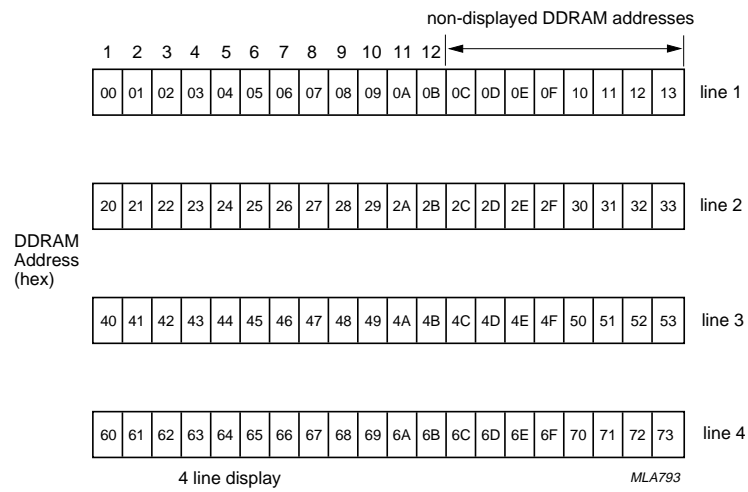 non-displayed DDRAM addresses
1 2 3 4 5 6 7 8 9 10 11 12
00 01 02 03 04 05 06 07 08 09 0A 0B 0C 0D 0E 0F 10 11 12 13 line 1
20 21 22 23 24 25 26 27 28 29 2A 2B 2C 2D 2E 2F 30 31 32 33 line 2
DDRAM
Address
(hex)
40 41 42 43 44 45 46 47 48 49 4A 4B 4C 4D 4E 4F 50 51 52 53 line 3
60 61 62 63 64 65 66 67 68 69 6A 6B 6C 6D 6E 6F 70 71 72 73 line 4
4 line display
MLA793